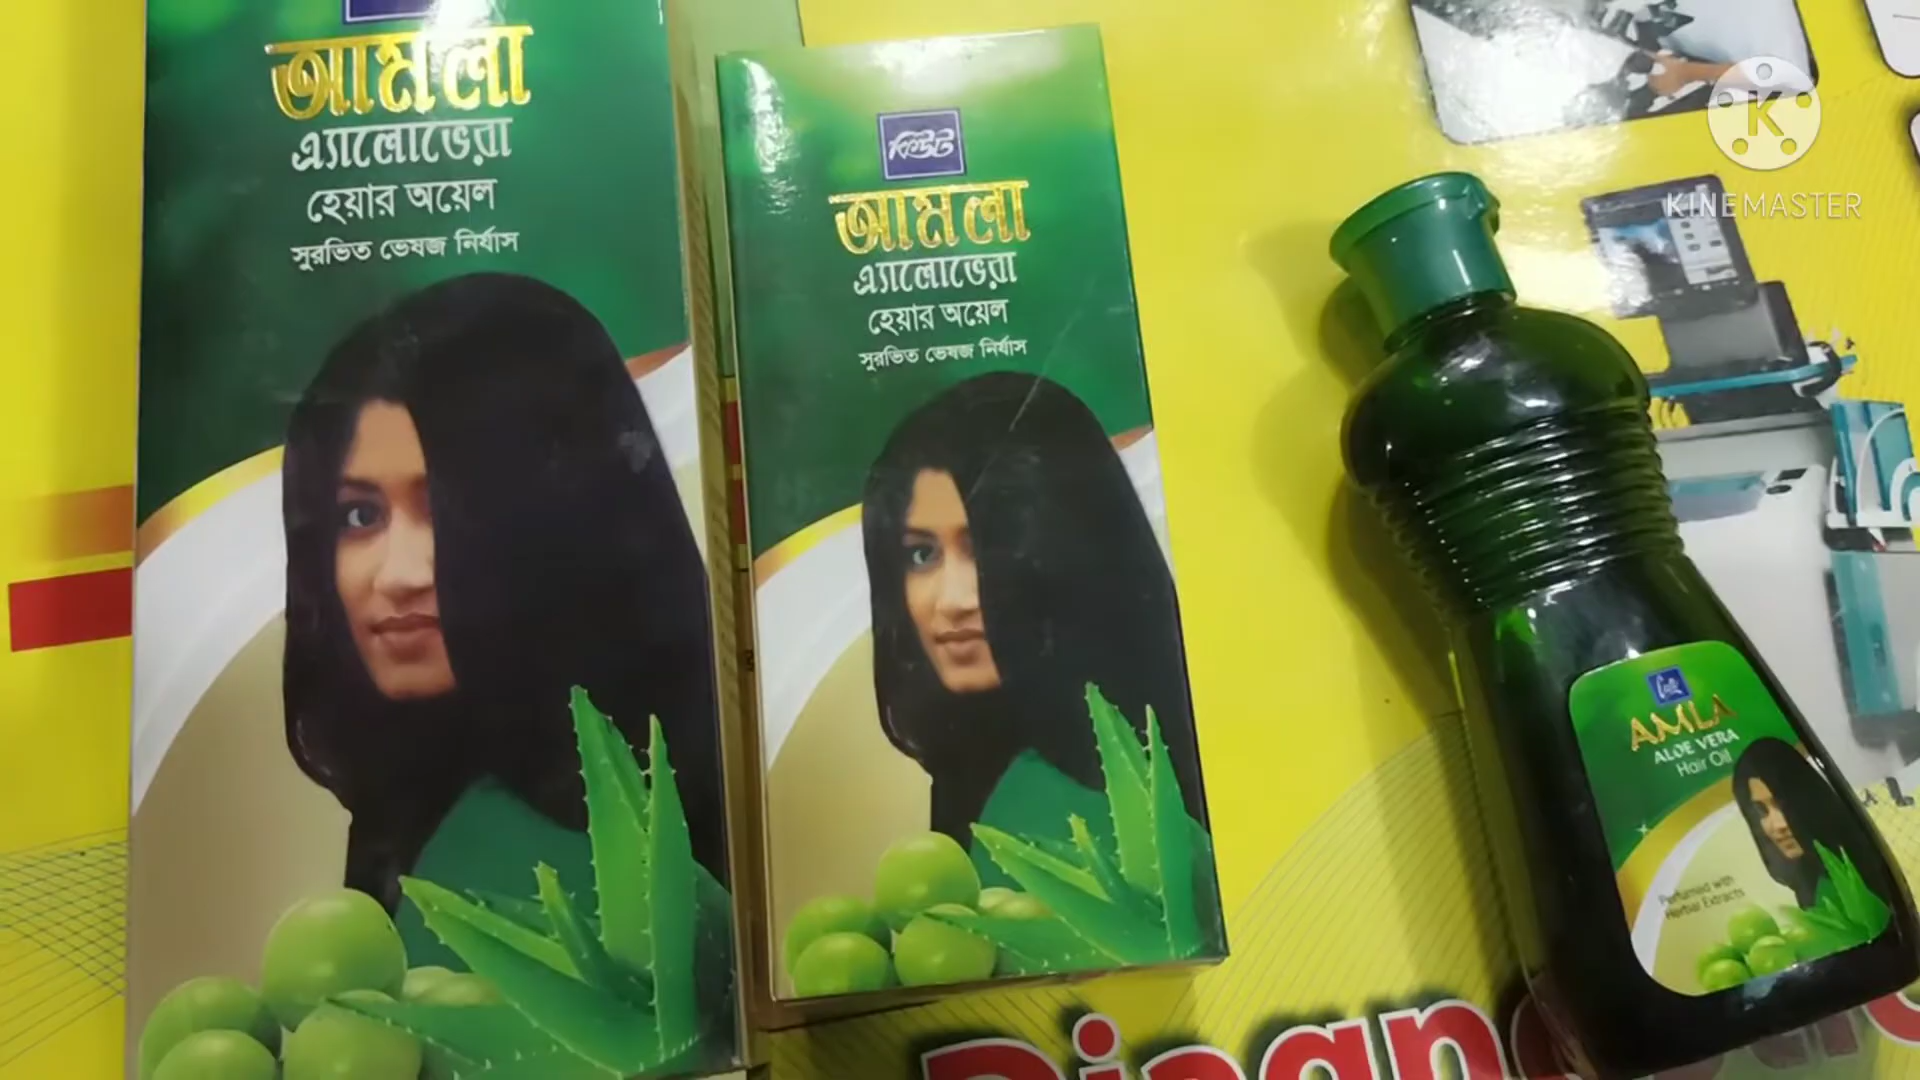 আমলা
এ্যালোভেরা
হেয়ার অয়েল
সুরভিত ভেষজ নির্যাস
কিউট
আমলা
এ্যালোভেরা
হেয়ার অয়েল
সুরভিত ভেষজ নির্যাস
K
KINEMASTER
Cute
AMLA
ALOE VERA
Hair Oil
Perfumed with
Herbal Extracts